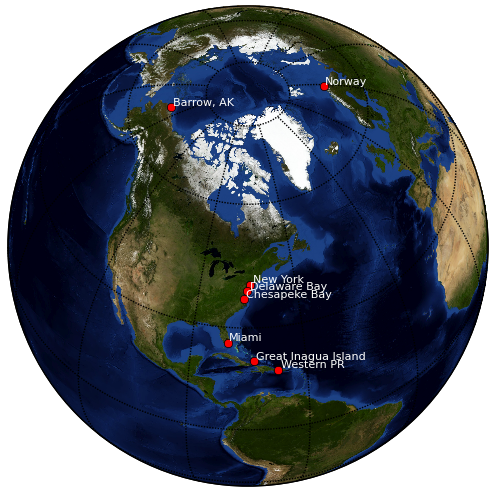 Norway
Barrow, AK
New York
Delaware Bay
Chesapeke Bay
Miami
Great Inagua Island
Western PR